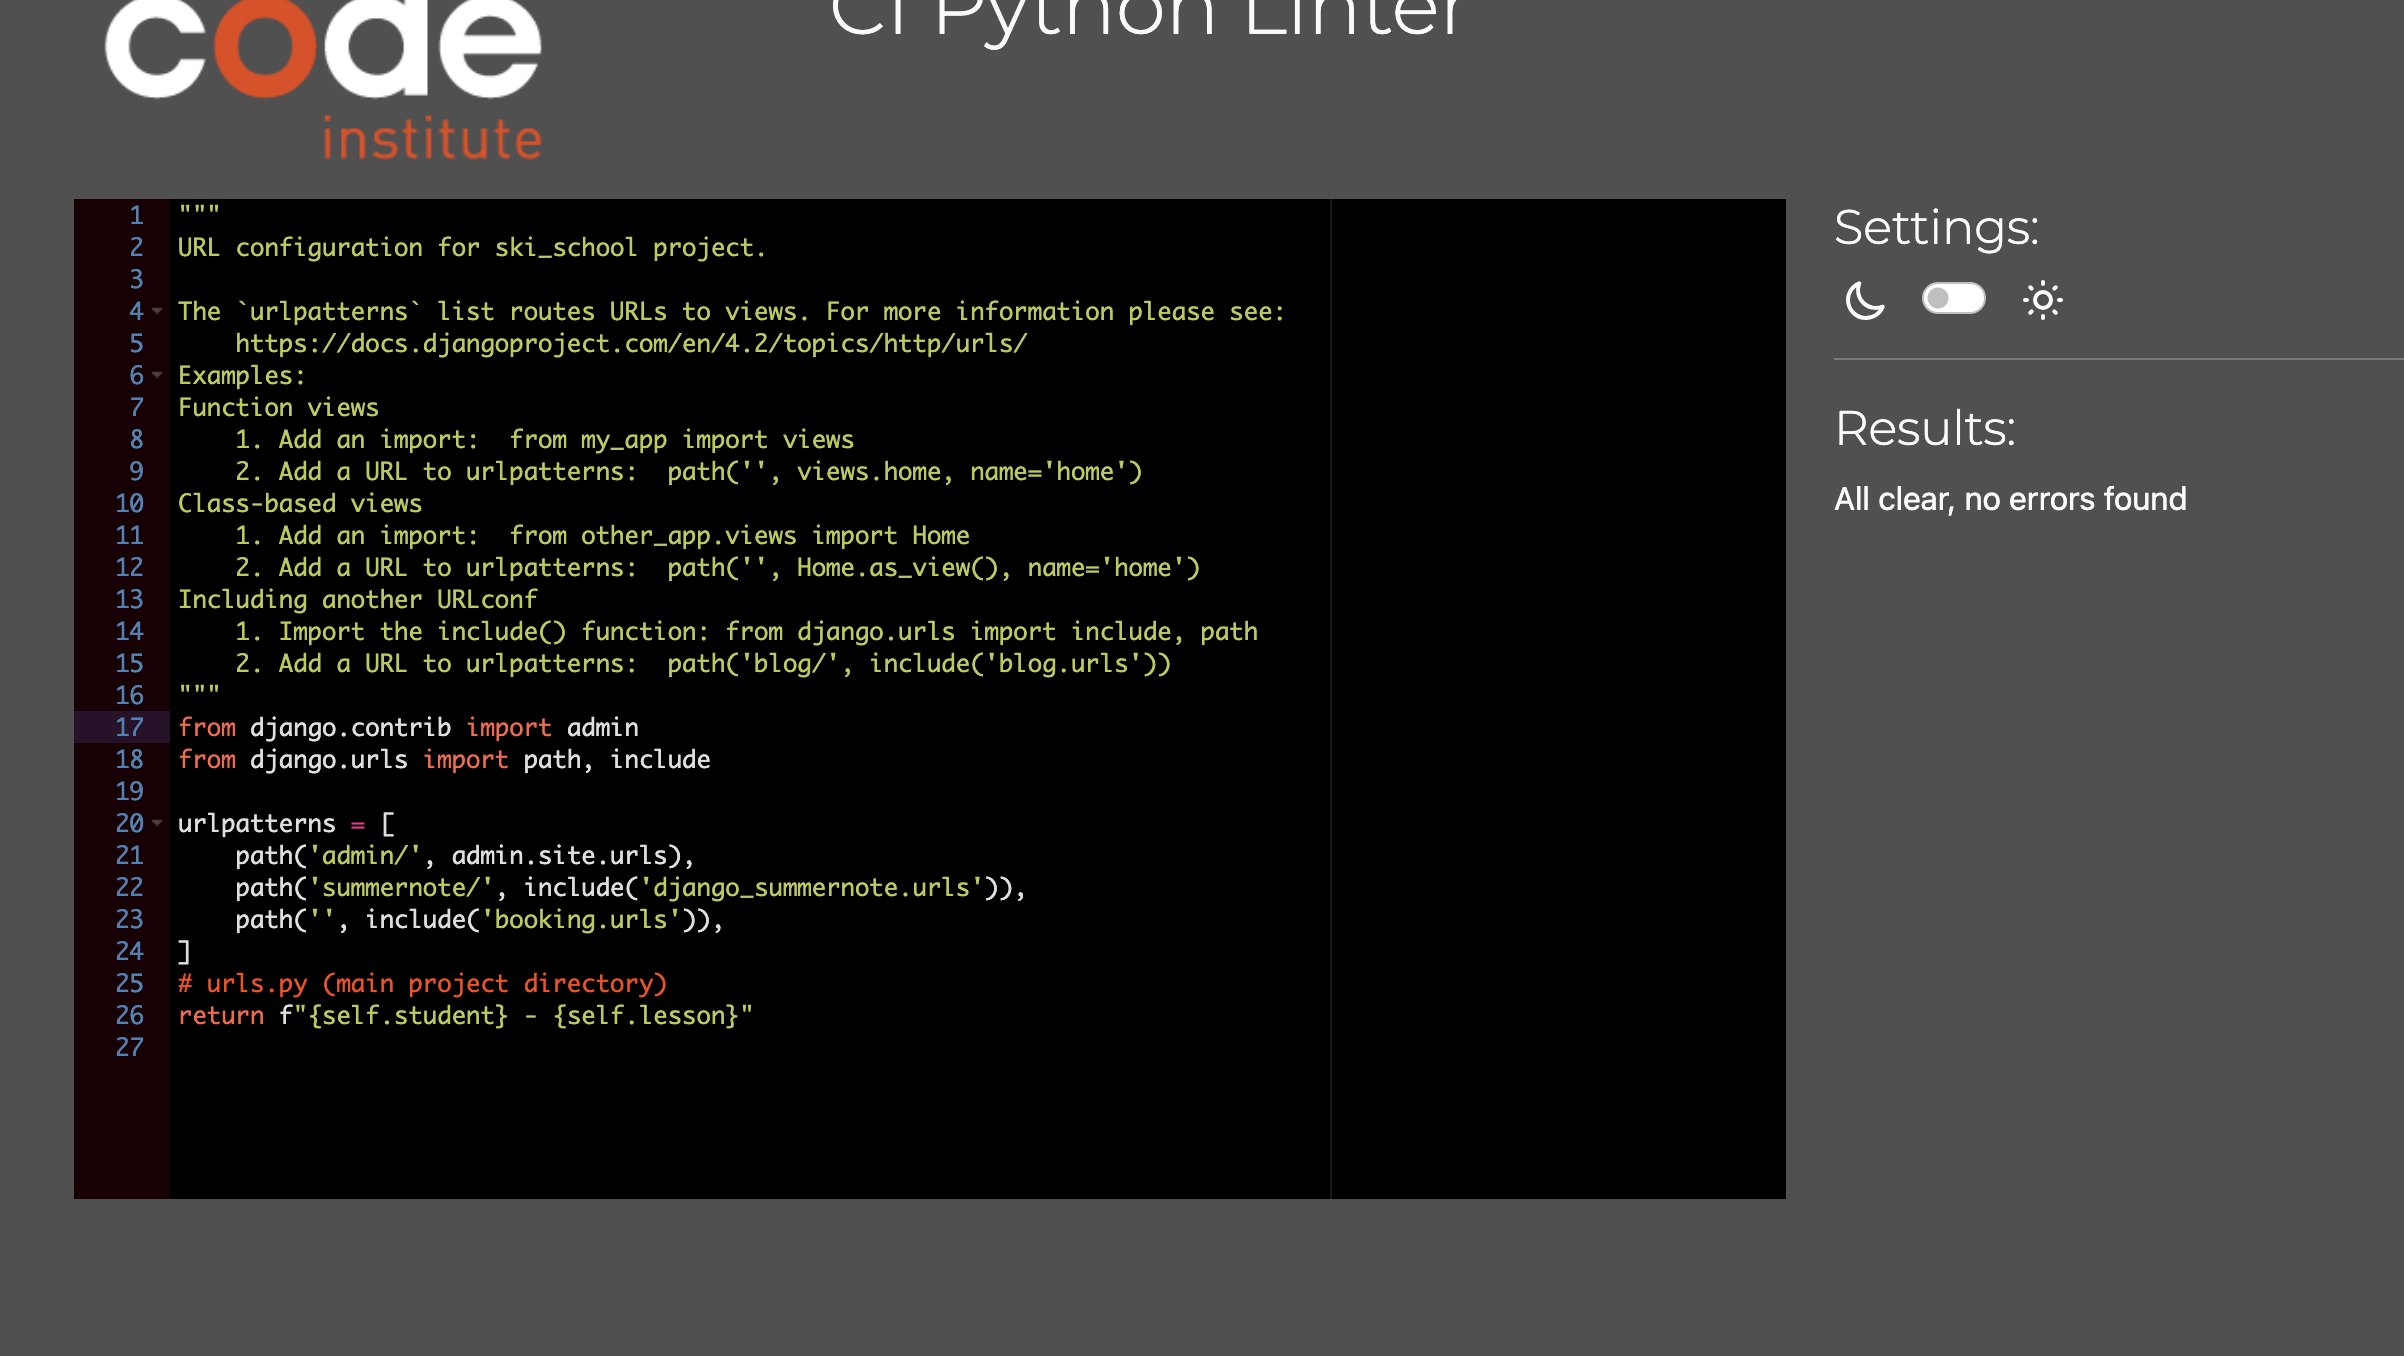 code
institute
CI Python Linter
1 """
2 URL configuration for ski_school project.
3
4 The `urlpatterns` list routes URLs to views. For more information please see:
5     https://docs.djangoproject.com/en/4.2/topics/http/urls/
6 Examples:
7 Function views
8     1. Add an import:  from my_app import views
9     2. Add a URL to urlpatterns:  path('', views.home, name='home')
10 Class-based views
11     1. Add an import:  from other_app.views import Home
12     2. Add a URL to urlpatterns:  path('', Home.as_view(), name='home')
13 Including another URLconf
14     1. Import the include() function: from django.urls import include, path
15     2. Add a URL to urlpatterns:  path('blog/', include('blog.urls'))
16 """
17 from django.contrib import admin
18 from django.urls import path, include
19
20 urlpatterns = [
21     path('admin/', admin.site.urls),
22     path('summernote/', include('django_summernote.urls')),
23     path('', include('booking.urls')),
24 ]
25 # urls.py (main project directory)
26 return f"{self.student} - {self.lesson}"
27
Settings:
Results:
All clear, no errors found